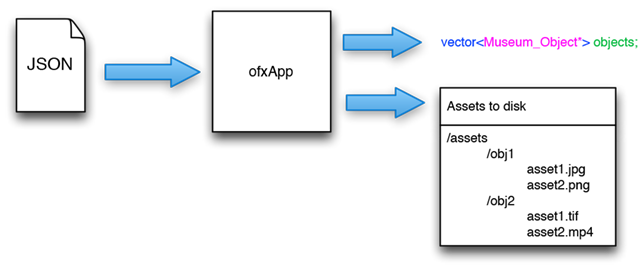 JSON
ofxApp
vector<Museum_Object*> objects;
Assets to disk
/assets
/obj1
asset1.jpg
asset2.png
/obj2
asset1.tif
asset2.mp4